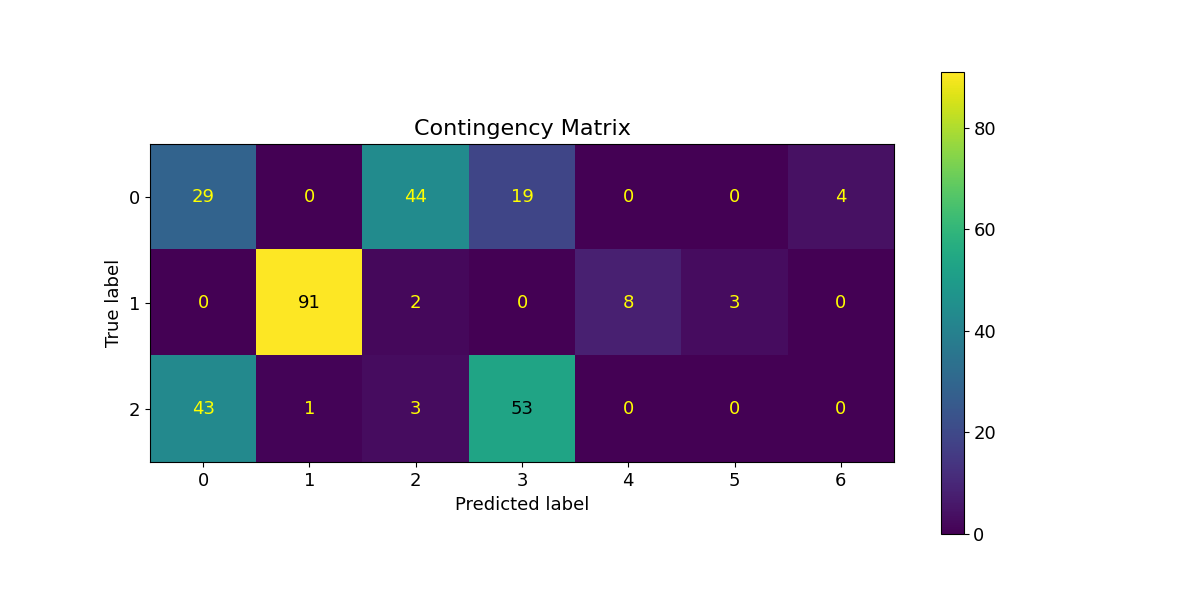 Contingency Matrix
True label
0 29 0 44 19 0 0 4
1 0 91 2 0 8 3 0
2 43 1 3 53 0 0 0
0 1 2 3 4 5 6
Predicted label
80
60
40
20
0